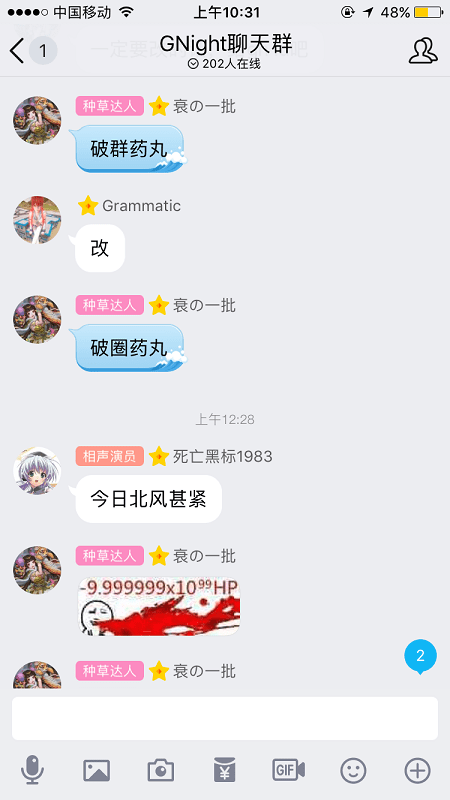 中国移动
上午10:31
48%
1
GNight聊天群
202人在线
种草达人 衰の一批
破群药丸
Grammatic
改
种草达人 衰の一批
破圈药丸
上午12:28
相声演员 死亡黑标1983
今日北风甚紧
种草达人 衰の一批
-9.999999x10⁹⁹HP
种草达人 衰の一批
2
¥
GIF